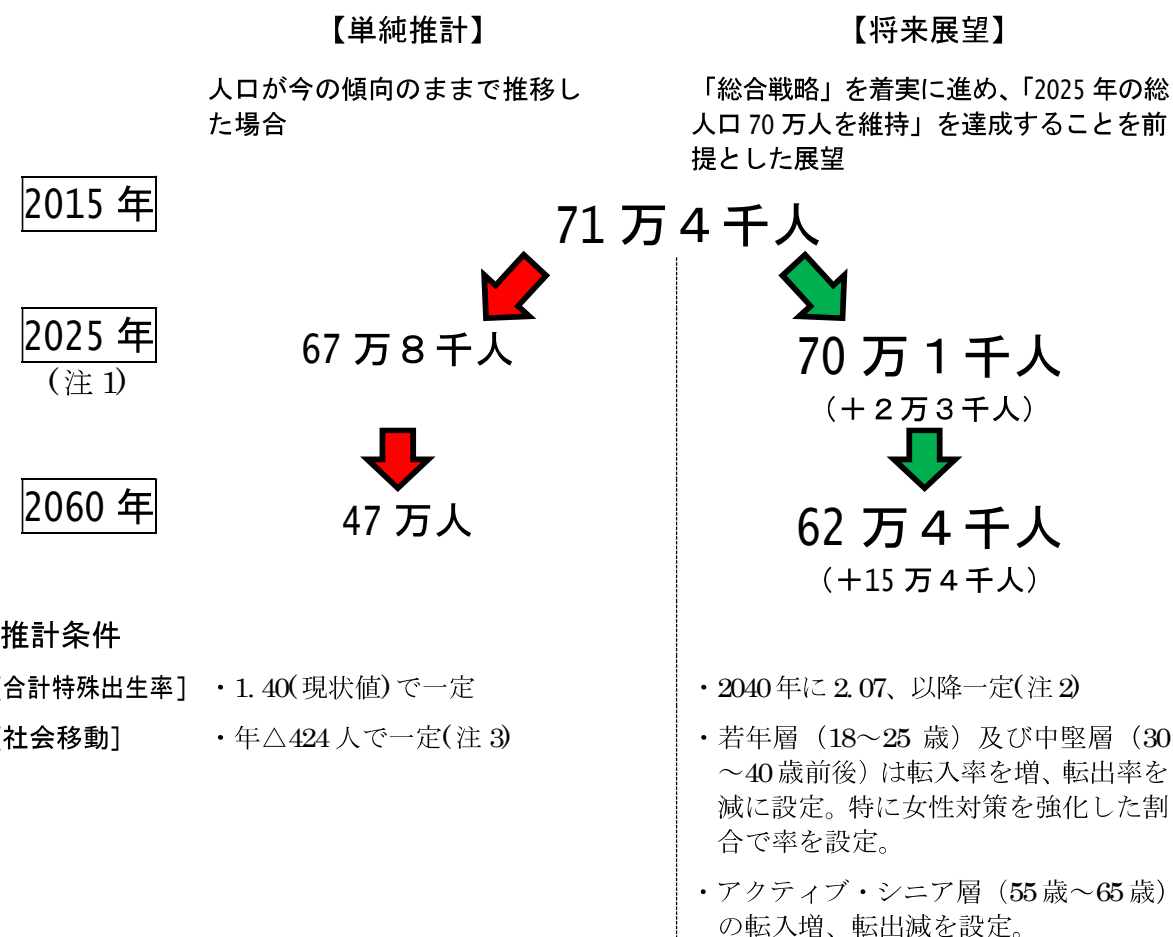 【単純推計】
【将来展望】
人口が今の傾向のままで推移し
た場合
「総合戦略」を着実に進め、「2025 年の総
人口 70 万人を維持」を達成することを前
提とした展望
2015 年
71 万４千人
2025 年
(注 1)
67 万８千人
70 万１千人
（＋２万３千人）
2060 年
47 万人
62 万４千人
（＋15 万４千人）
推計条件
[合計特殊出生率]
・1. 40(現状値)で一定
・2040 年に 2. 07、以降一定(注 2)
[社会移動]
・年△424 人で一定(注 3)
・若年層（18～25 歳）及び中堅層（30
～40 歳前後）は転入率を増、転出率を
減に設定。特に女性対策を強化した割
合で率を設定。
・アクティブ・シニア層（55 歳～65 歳）
の転入増、転出減を設定。